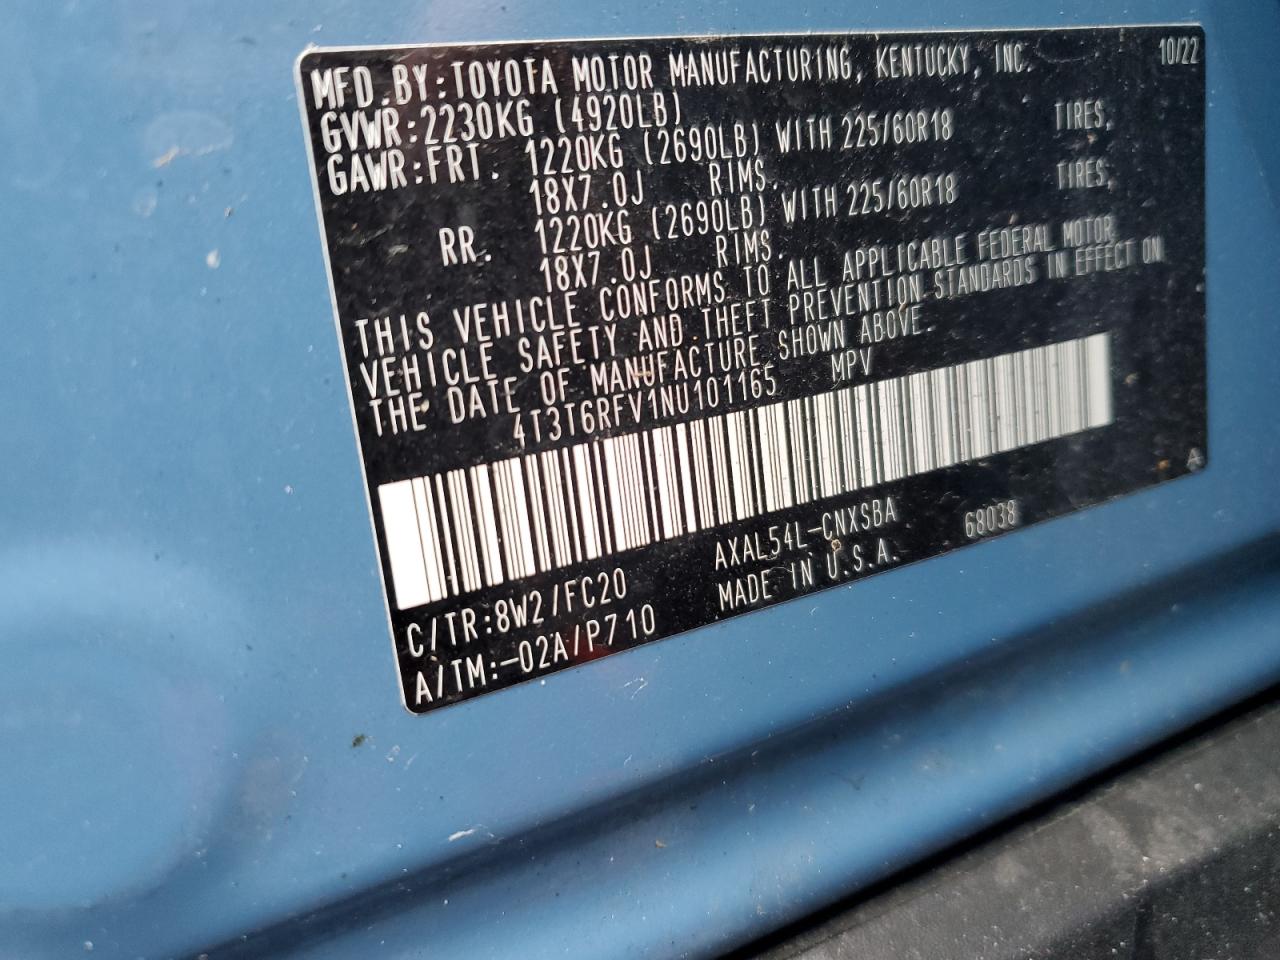 MFD.BY:TOYOTA MOTOR MANUFACTURING, KENTUCKY, INC. 10/22
GVWR:2230KG (4920LB)
GAWR:FRT. 1220KG (2690LB) WITH 225/60R18 TIRES,
18X7.0J RIMS.
RR. 1220KG (2690LB) WITH 225/60R18 TIRES,
18X7.0J RIMS.
THIS VEHICLE CONFORMS TO ALL APPLICABLE FEDERAL MOTOR
VEHICLE SAFETY AND THEFT PREVENTION STANDARDS IN EFFECT ON
THE DATE OF MANUFACTURE SHOWN ABOVE.
4T3T6RFV1NU101165 MPV
C/TR:8W2/FC20 AXAL54L-CNXSBA 68038 A
A/TM:-02A/P710 MADE IN U.S.A.